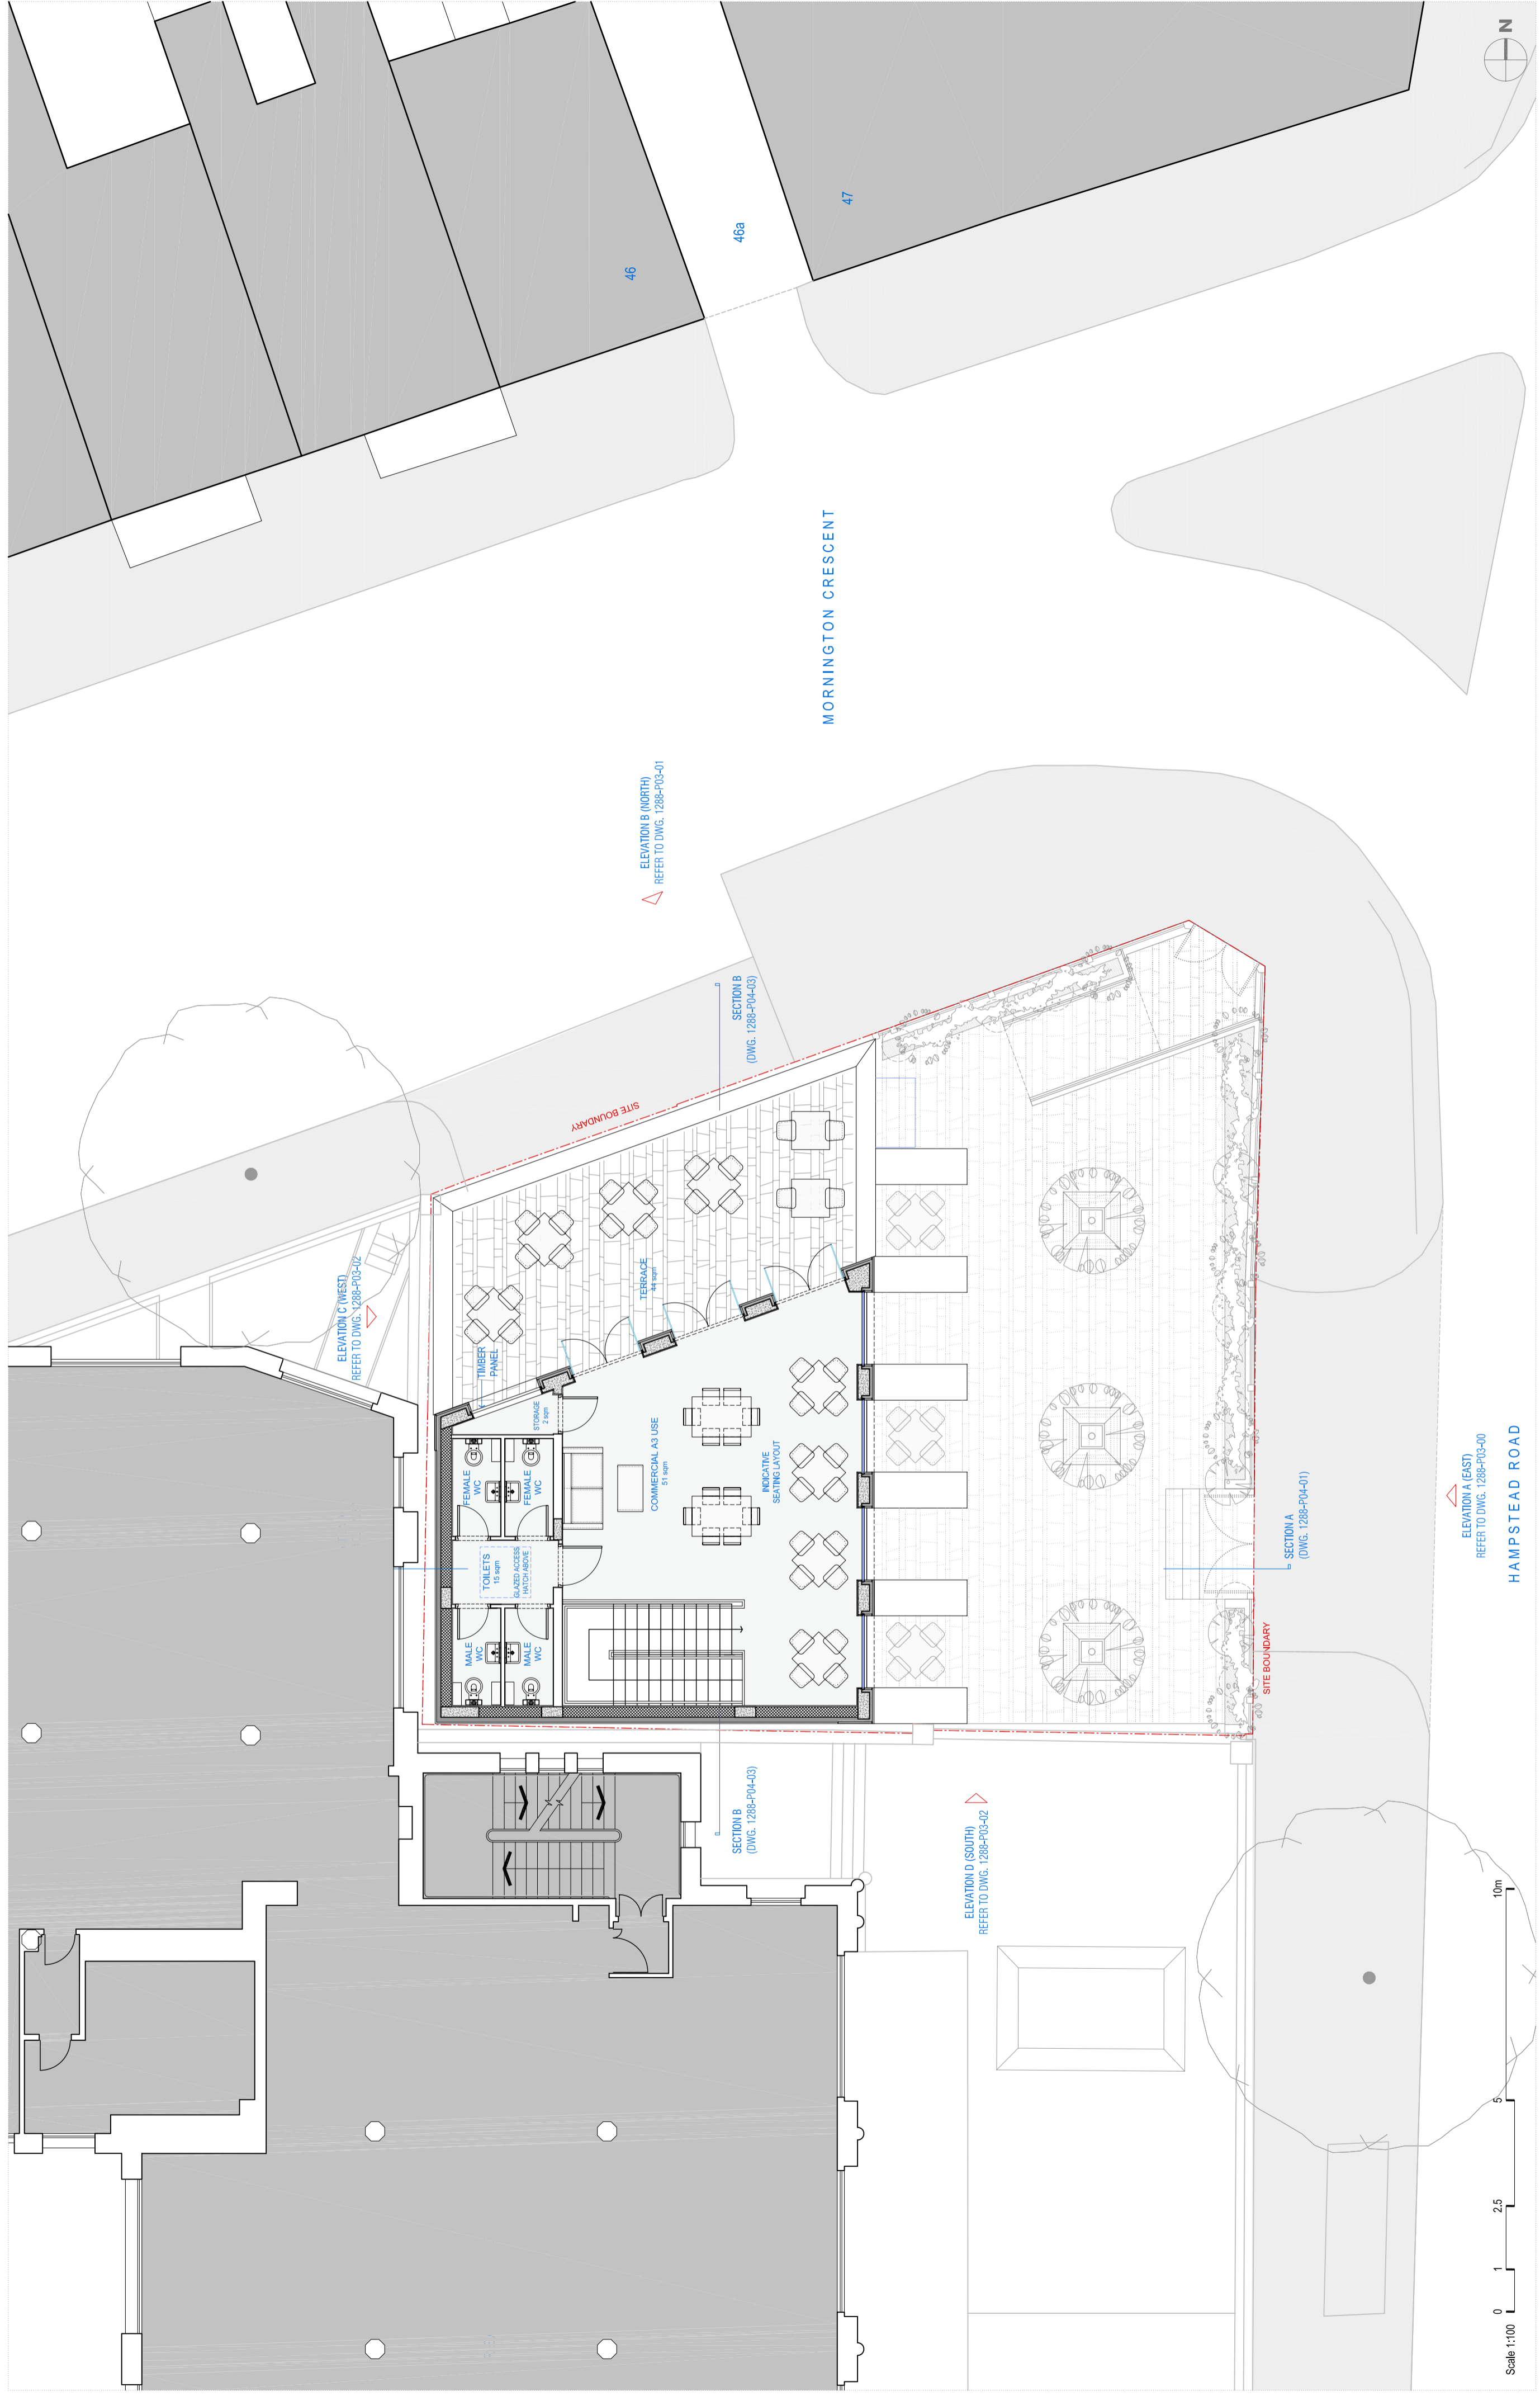 N
46
46a
47
MORNINGTON CRESCENT
ELEVATION B (NORTH)
REFER TO DWG. 1288-P03-01
SECTION B
(DWG. 1288-P04-03)
SITE BOUNDARY
ELEVATION C (WEST)
REFER TO DWG. 1288-P03-02
TIMBER
PANEL
TERRACE
44 sqm
STORAGE
2 sqm
FEMALE
WC
FEMALE
WC
COMMERCIAL A3 USE
51 sqm
INDICATIVE
SEATING LAYOUT
TOILETS
15 sqm
GLAZED ACCESS
HATCH ABOVE
MALE
WC
MALE
WC
SECTION A
(DWG. 1288-P04-01)
ELEVATION A (EAST)
REFER TO DWG. 1288-P03-00
HAMPSTEAD ROAD
SITE BOUNDARY
SECTION B
(DWG. 1288-P04-03)
ELEVATION D (SOUTH)
REFER TO DWG. 1288-P03-02
Scale 1:100
0
1
2.5
5
10m